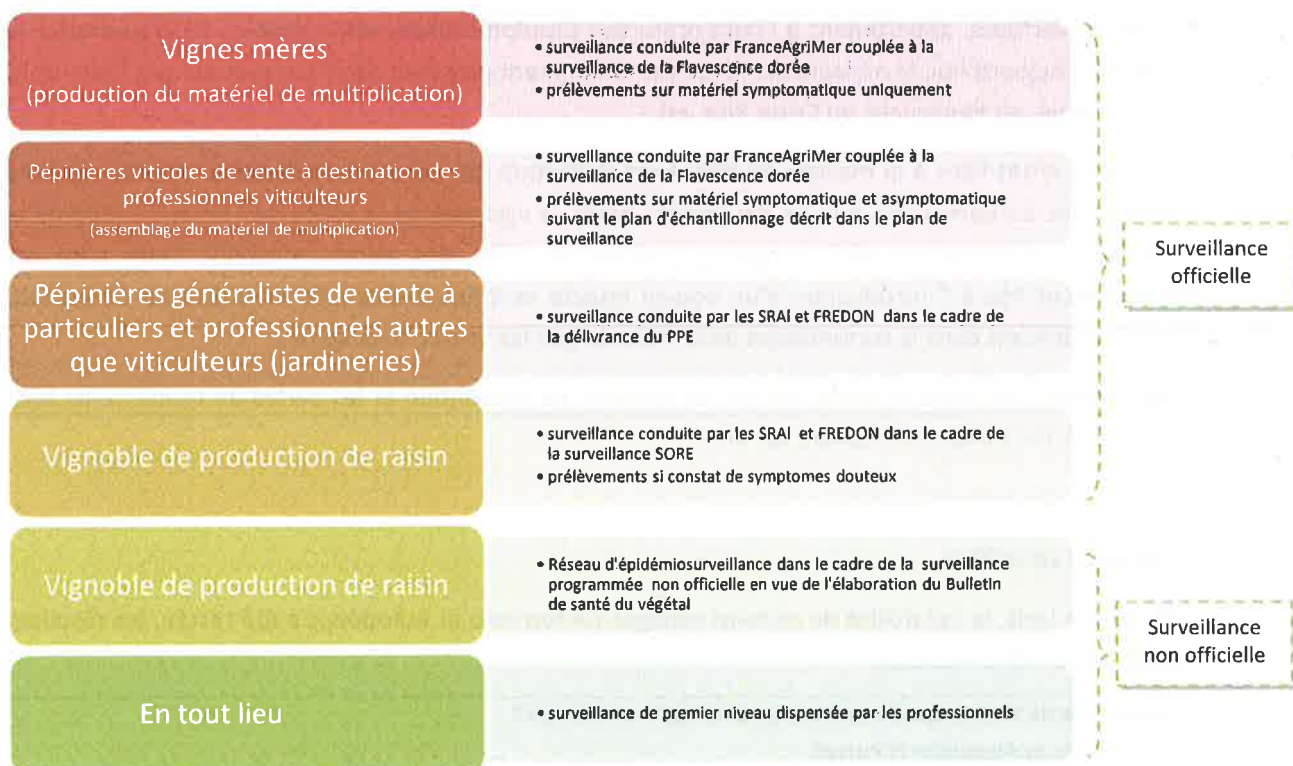 Vignes mères
(production du matériel de multiplication)
• surveillance conduite par FranceAgriMer couplée à la
surveillance de la Flavescence dorée
• prélèvements sur matériel symptomatique uniquement
Pépinières viticoles de vente à destination des
professionnels viticulteurs
(assemblage du matériel de multiplication)
• surveillance conduite par FranceAgriMer couplée à la
surveillance de la Flavescence dorée
• prélèvements sur matériel symptomatique et asymptomatique
suivant le plan d'échantillonnage décrit dans le plan de
surveillance
Pépinières généralistes de vente à
particuliers et professionnels autres
que viticulteurs (jardineries)
• surveillance conduite par les SRAl et FREDON dans le cadre de
la délivrance du PPE
Vignoble de production de raisin
• surveillance conduite par les SRAl et FREDON dans le cadre de
la surveillance SORE
• prélèvements si constat de symptomes douteux
Surveillance
officielle
Vignoble de production de raisin
• Réseau d'épidémiosurveillance dans le cadre de la surveillance
programmée non officielle en vue de l'élaboration du Bulletin
de santé du végétal
En tout lieu
• surveillance de premier niveau dispensée par les professionnels
Surveillance
non officielle